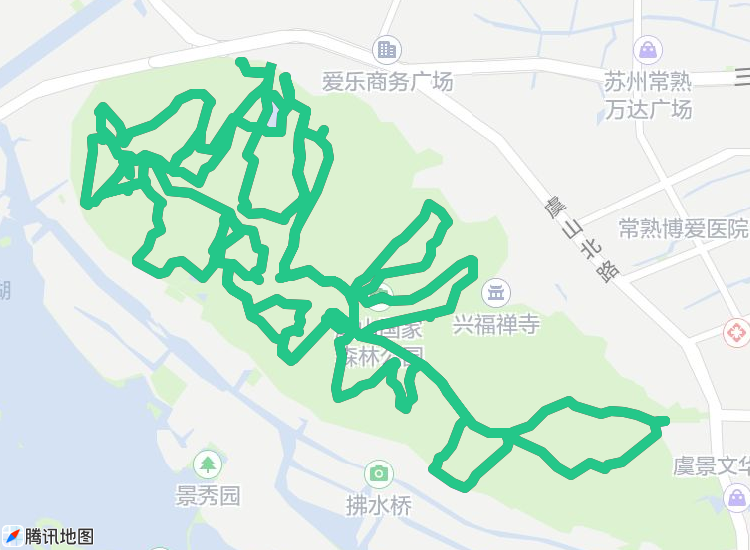 爱乐商务广场
苏州常熟
万达广场
虞山北路
常熟博爱医院
湖
兴福禅寺
山国家
森林公园
虞景文华
景秀园
拂水桥
腾讯地图